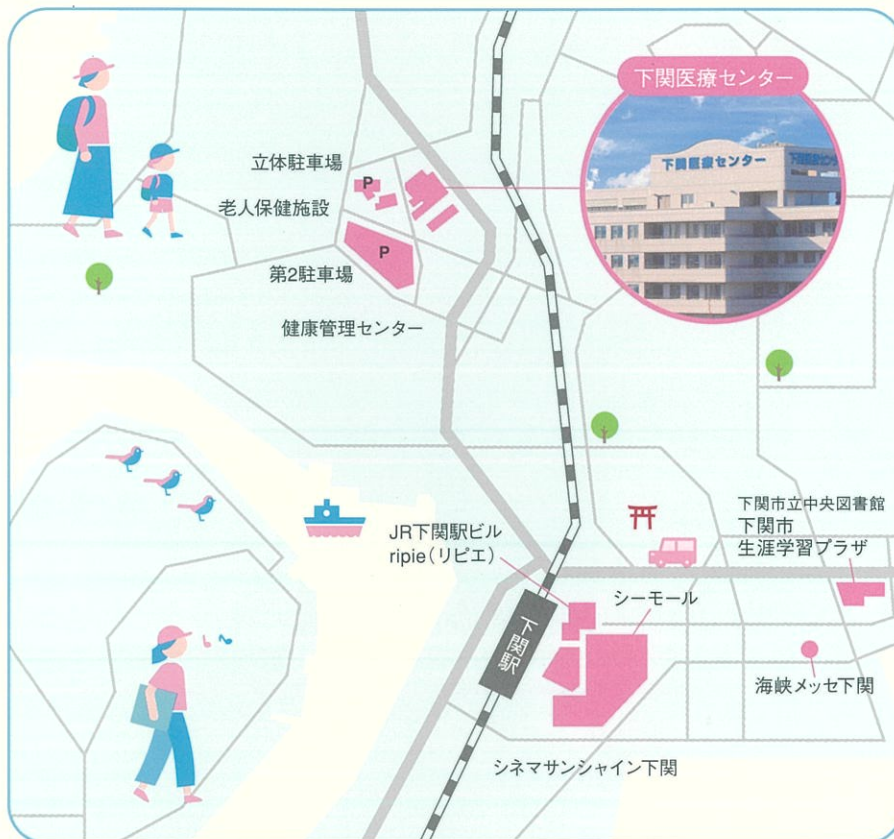 下関医療センター
下関医療センター
立体駐車場
P
老人保健施設
P
第2駐車場
健康管理センター
下関市立中央図書館
下関市
生涯学習プラザ
JR下関駅ビル
ripie(リピエ)
シーモール
下関駅
海峡メッセ下関
シネマサンシャイン下関